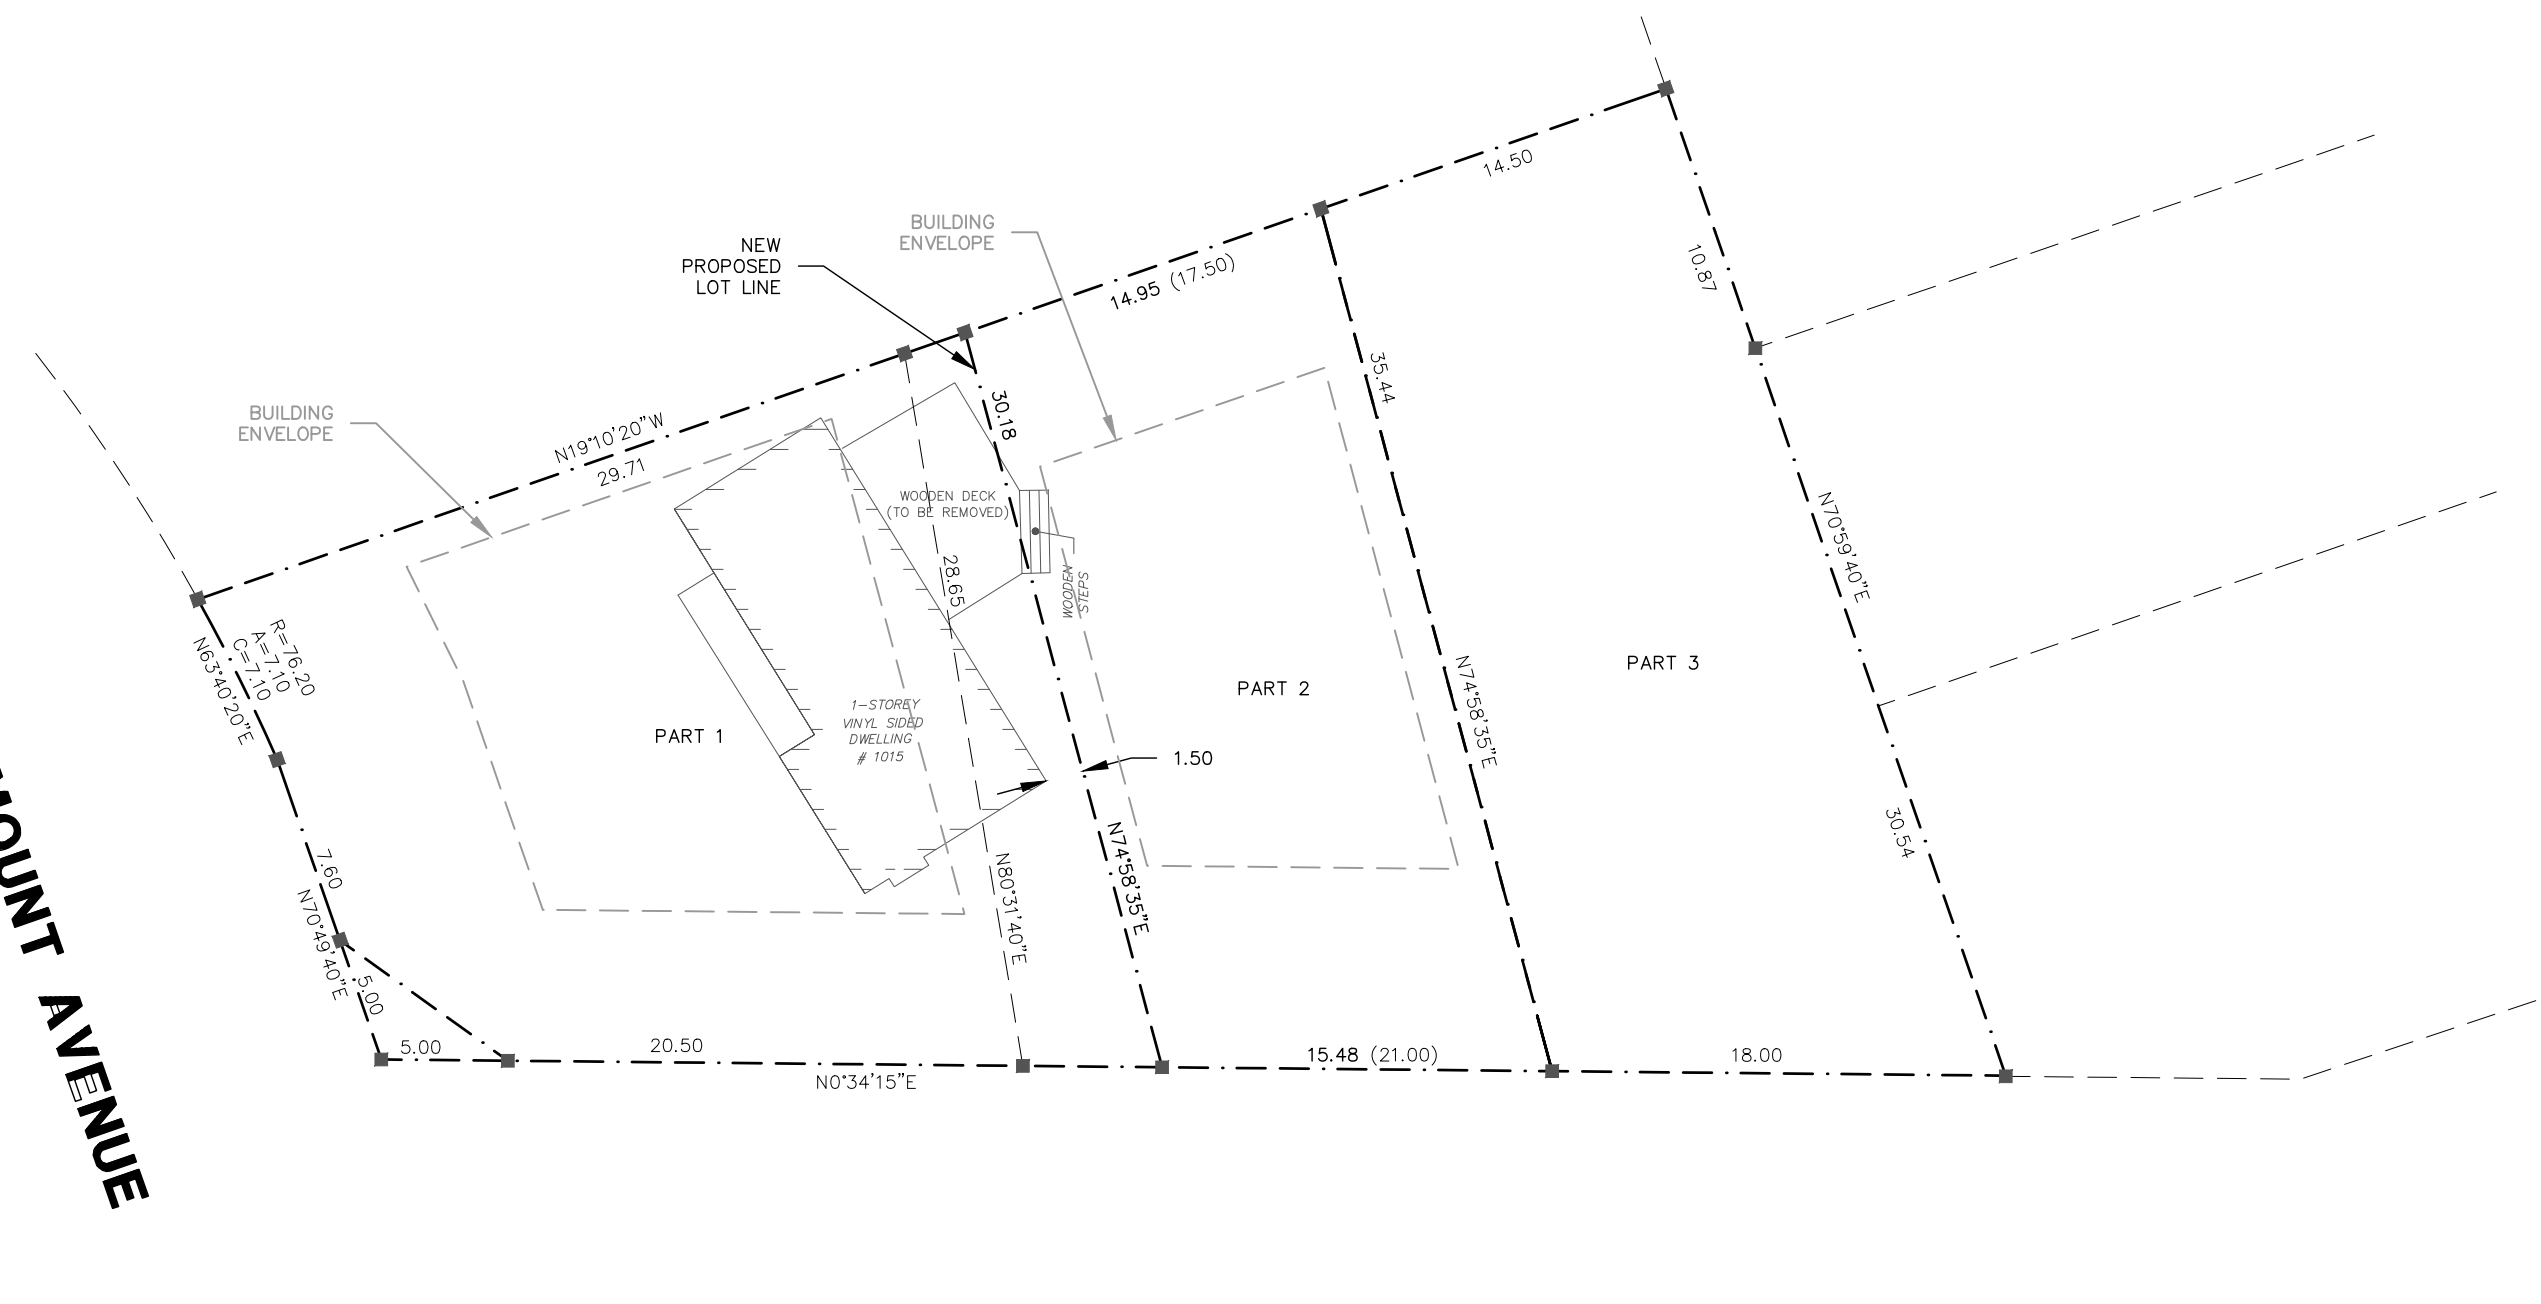 14.50
BUILDING
ENVELOPE
NEW
PROPOSED
LOT LINE
10.87
14.95 (17.50)
35.44
BUILDING
ENVELOPE
N19°10'20"W
29.71
30.18
WOODEN DECK
(TO BE REMOVED)
28.65
WOODEN
STEPS
N70°59'40"E
R=76.20
A=7.10
C=7.10
N63°40'20"E
PART 1
1-STOREY
VINYL SIDED
DWELLING
# 1015
PART 2
PART 3
N74°58'35"E
1.50
30.54
7.60
N70°49'40"E
5.00
N80°31'40"E
N74°58'35"E
5.00
20.50
N0°34'15"E
15.48 (21.00)
18.00
OUNT AVENUE